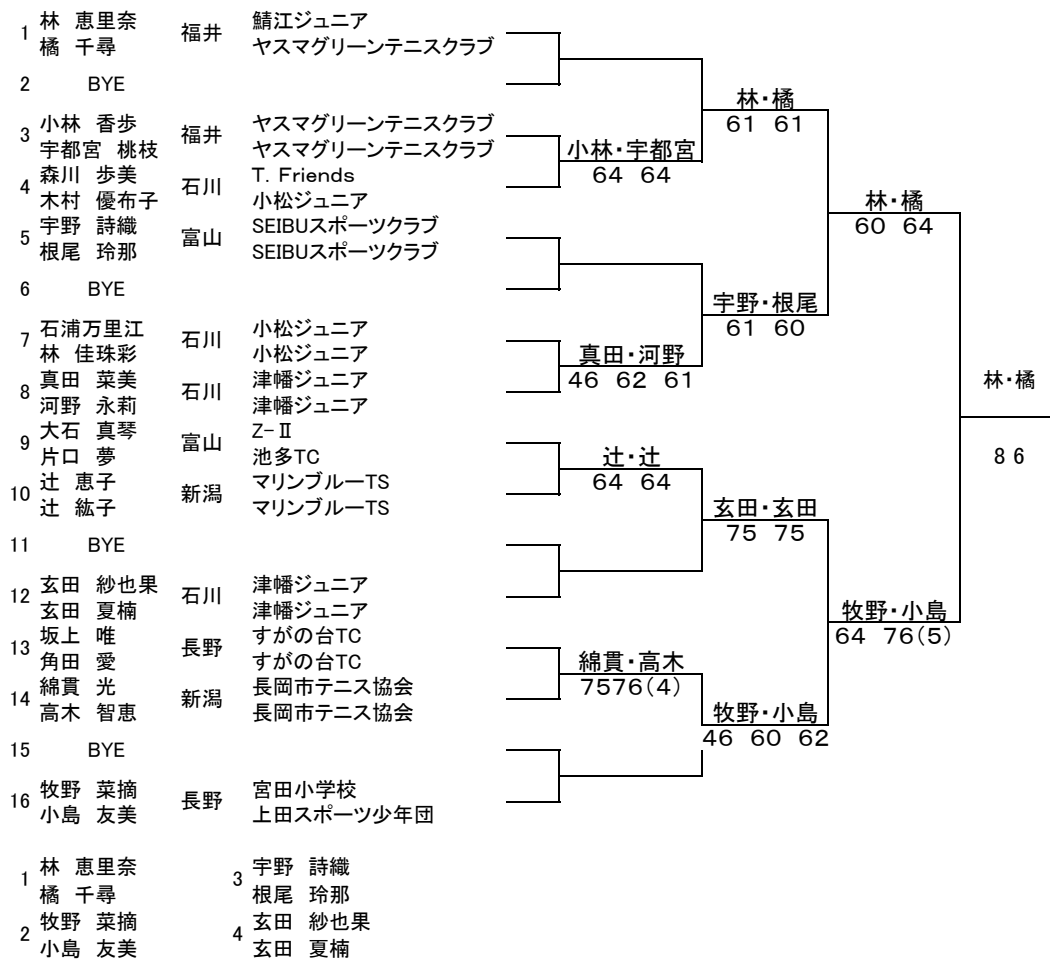 1 林 恵里奈 福井 鯖江ジュニア
橘 千尋 ヤスマグリーンテニスクラブ
2 BYE
林・橘
61 61
3 小林 香歩 福井 ヤスマグリーンテニスクラブ
宇都宮 桃枝 ヤスマグリーンテニスクラブ
小林・宇都宮
64 64
4 森川 歩美 石川 T. Friends
木村 優布子 小松ジュニア
林・橘
60 64
5 宇野 詩織 富山 SEIBUスポーツクラブ
根尾 玲那 SEIBUスポーツクラブ
6 BYE
宇野・根尾
61 60
7 石浦万里江 石川 小松ジュニア
林 佳珠彩 小松ジュニア
真田・河野
46 62 61
8 真田 菜美 石川 津幡ジュニア
河野 永莉 津幡ジュニア
林・橘
8 6
9 大石 真琴 富山 Z-Ⅱ
片口 夢 池多TC
辻・辻
64 64
10 辻 恵子 新潟 マリンブルーTS
辻 紘子 マリンブルーTS
玄田・玄田
75 75
11 BYE
12 玄田 紗也果 石川 津幡ジュニア
玄田 夏楠 津幡ジュニア
牧野・小島
64 76(5)
13 坂上 唯 長野 すがの台TC
角田 愛 すがの台TC
綿貫・高木
7576(4)
14 綿貫 光 新潟 長岡市テニス協会
高木 智恵 長岡市テニス協会
牧野・小島
46 60 62
15 BYE
16 牧野 菜摘 長野 宮田小学校
小島 友美 上田スポーツ少年団
1 林 恵里奈 3 宇野 詩織
橘 千尋 根尾 玲那
2 牧野 菜摘 4 玄田 紗也果
小島 友美 玄田 夏楠